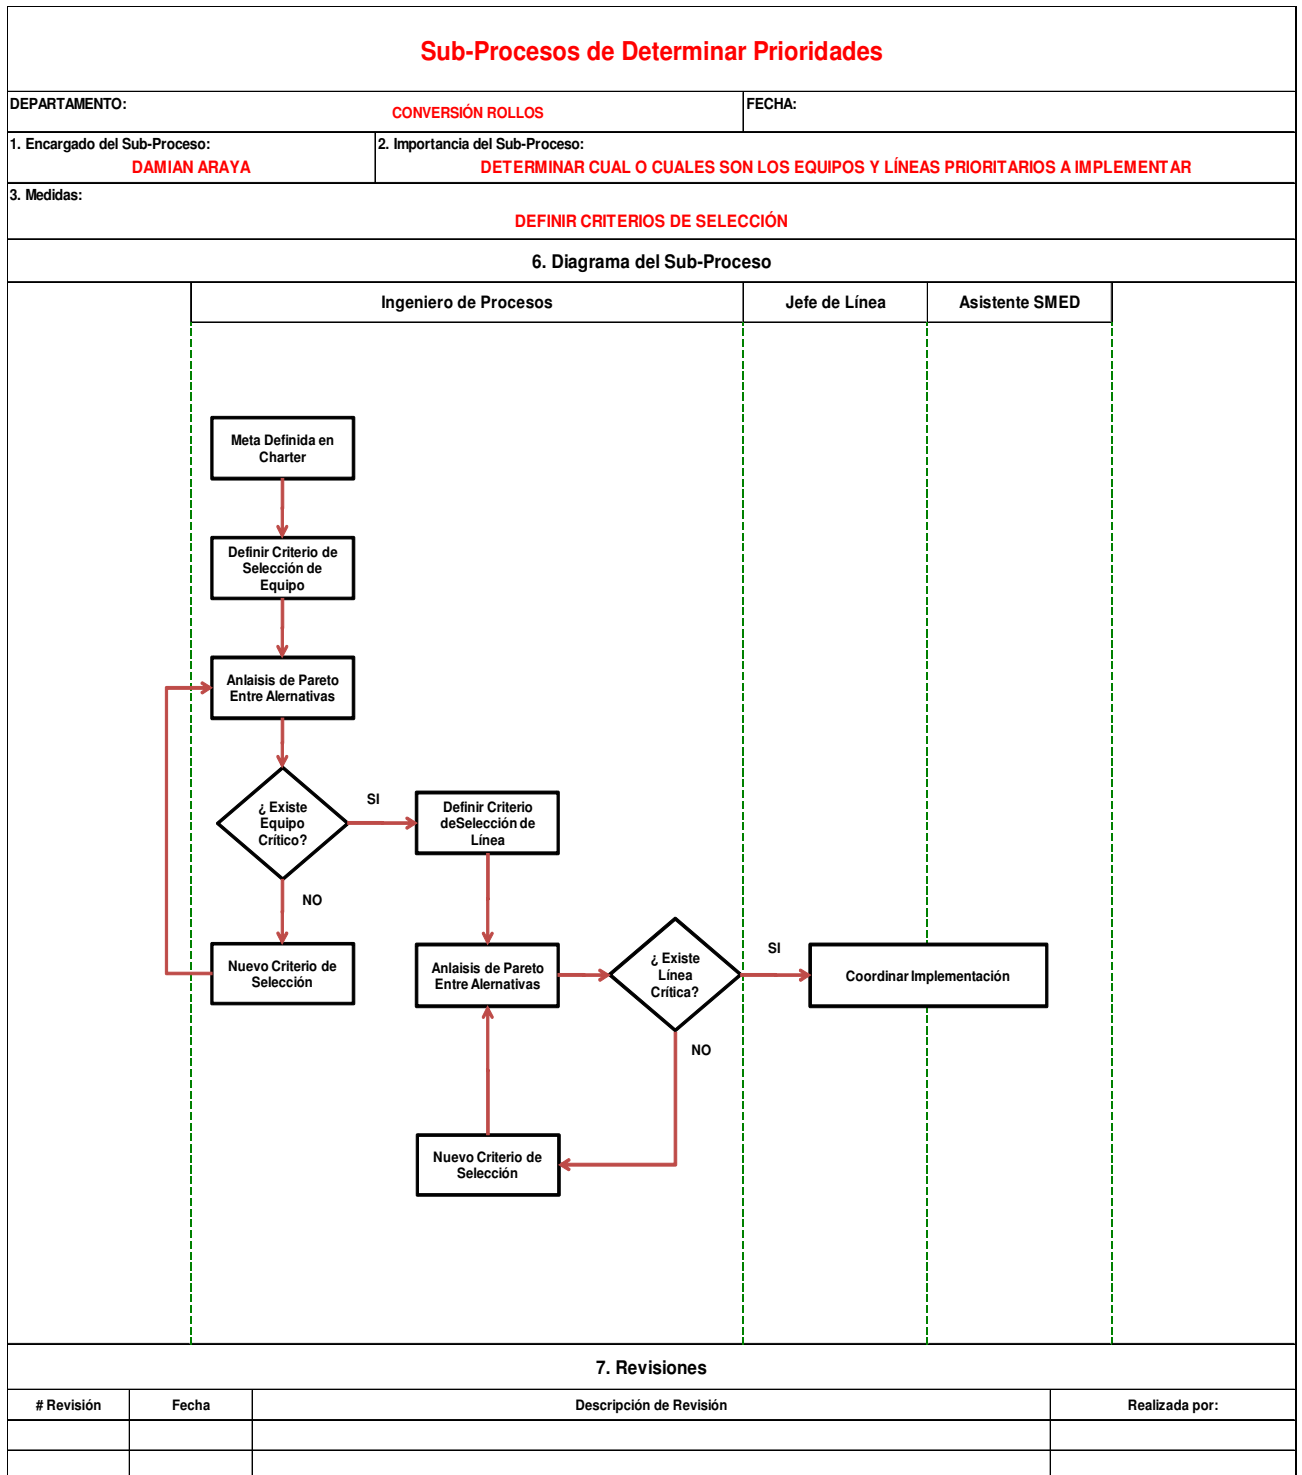 Sub-Procesos de Determinar Prioridades
DEPARTAMENTO:
CONVERSIÓN ROLLOS
FECHA:
1. Encargado del Sub-Proceso:
DAMIAN ARAYA
2. Importancia del Sub-Proceso:
DETERMINAR CUAL O CUALES SON LOS EQUIPOS Y LÍNEAS PRIORITARIOS A IMPLEMENTAR
3. Medidas:
DEFINIR CRITERIOS DE SELECCIÓN
6. Diagrama del Sub-Proceso
Ingeniero de Procesos
Jefe de Línea
Asistente SMED
Meta Definida en
Charter
Definir Criterio de
Selección de
Equipo
Anlaisis de Pareto
Entre Alernativas
¿ Existe
Equipo
Crítico?
SI
NO
Definir Criterio
deSelección de
Línea
Nuevo Criterio de
Selección
Anlaisis de Pareto
Entre Alernativas
¿ Existe
Línea
Crítica?
SI
NO
Coordinar Implementación
Nuevo Criterio de
Selección
7. Revisiones
# Revisión
Fecha
Descripción de Revisión
Realizada por: